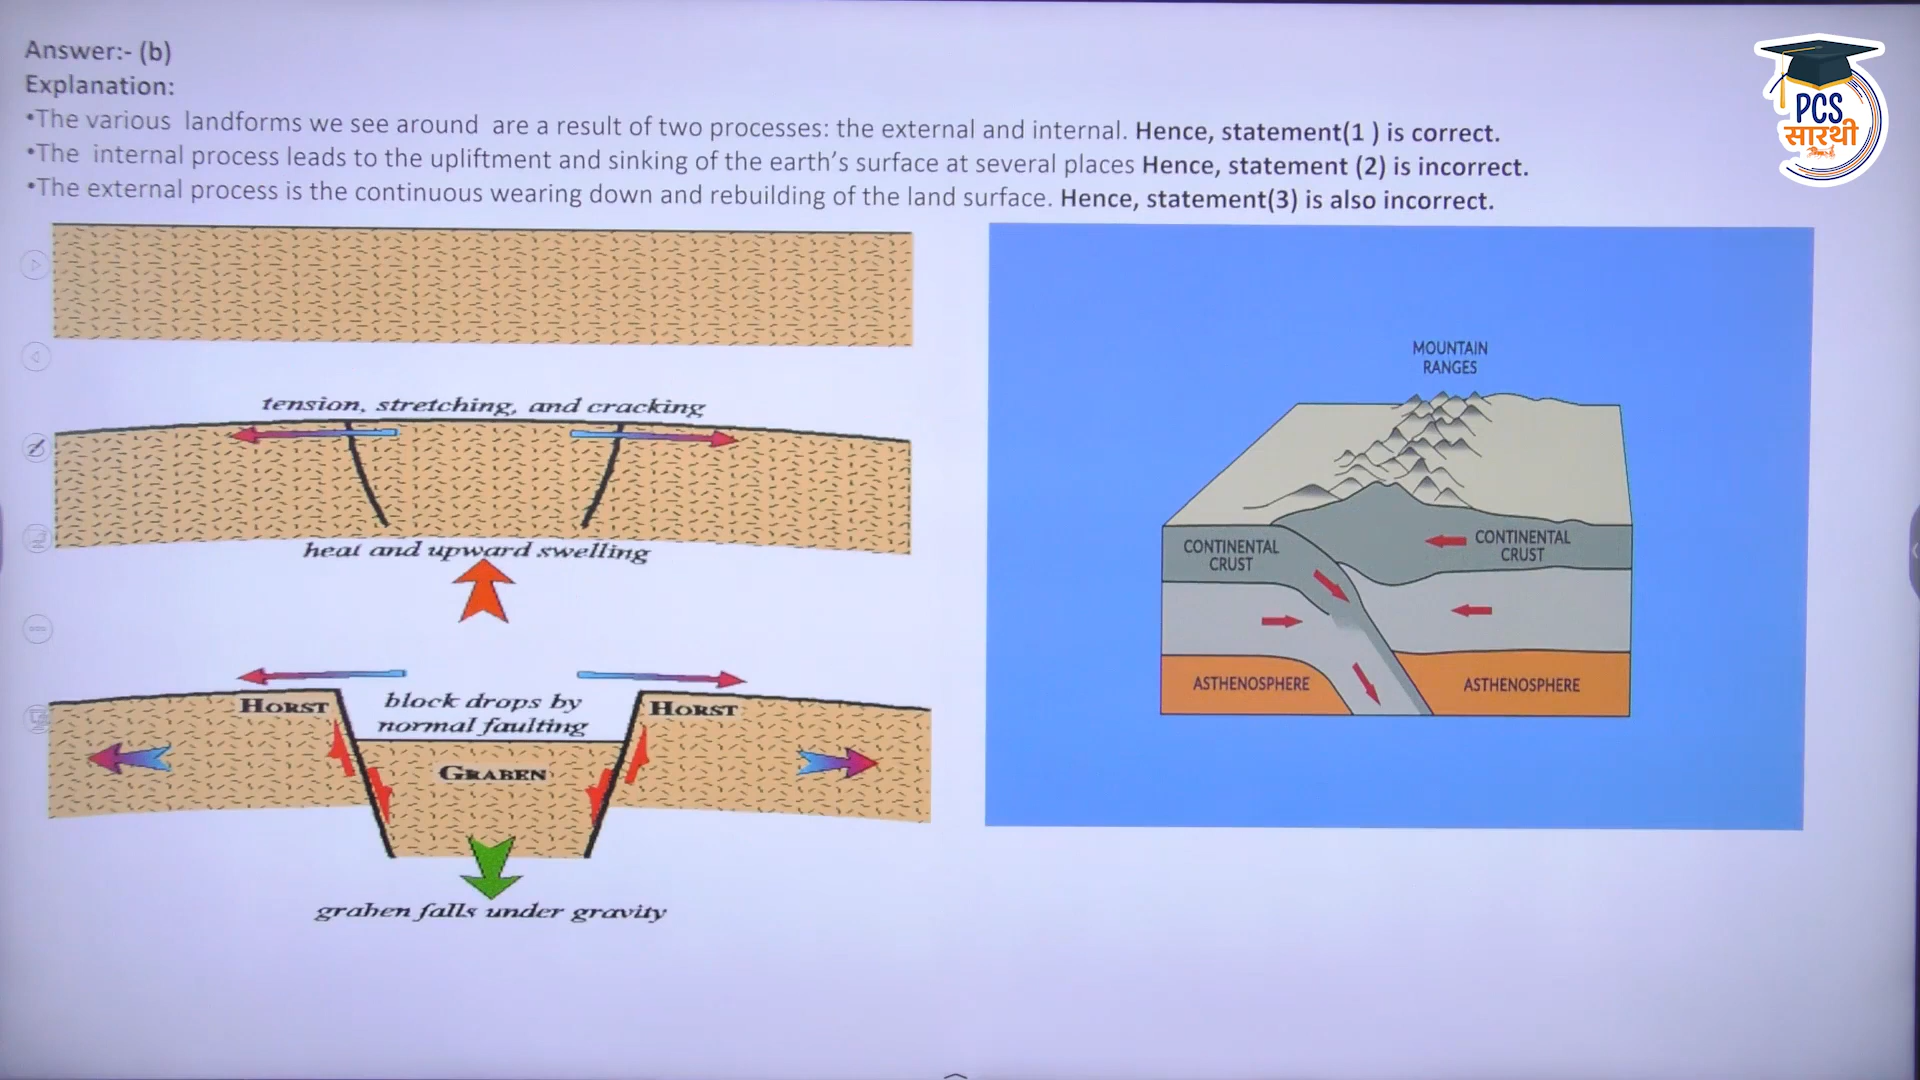 Answer:- (b)
Explanation:
•The various landforms we see around are a result of two processes: the external and internal. Hence, statement(1 ) is correct.
•The internal process leads to the upliftment and sinking of the earth's surface at several places Hence, statement (2) is incorrect.
•The external process is the continuous wearing down and rebuilding of the land surface. Hence, statement(3) is also incorrect.
PCS
सारथी
tension, stretching, and cracking
heat and upward swelling
HORST
block drops by
normal faulting
HORST
GRABEN
graben falls under gravity
MOUNTAIN
RANGES
CONTINENTAL
CRUST
CONTINENTAL
CRUST
ASTHENOSPHERE
ASTHENOSPHERE